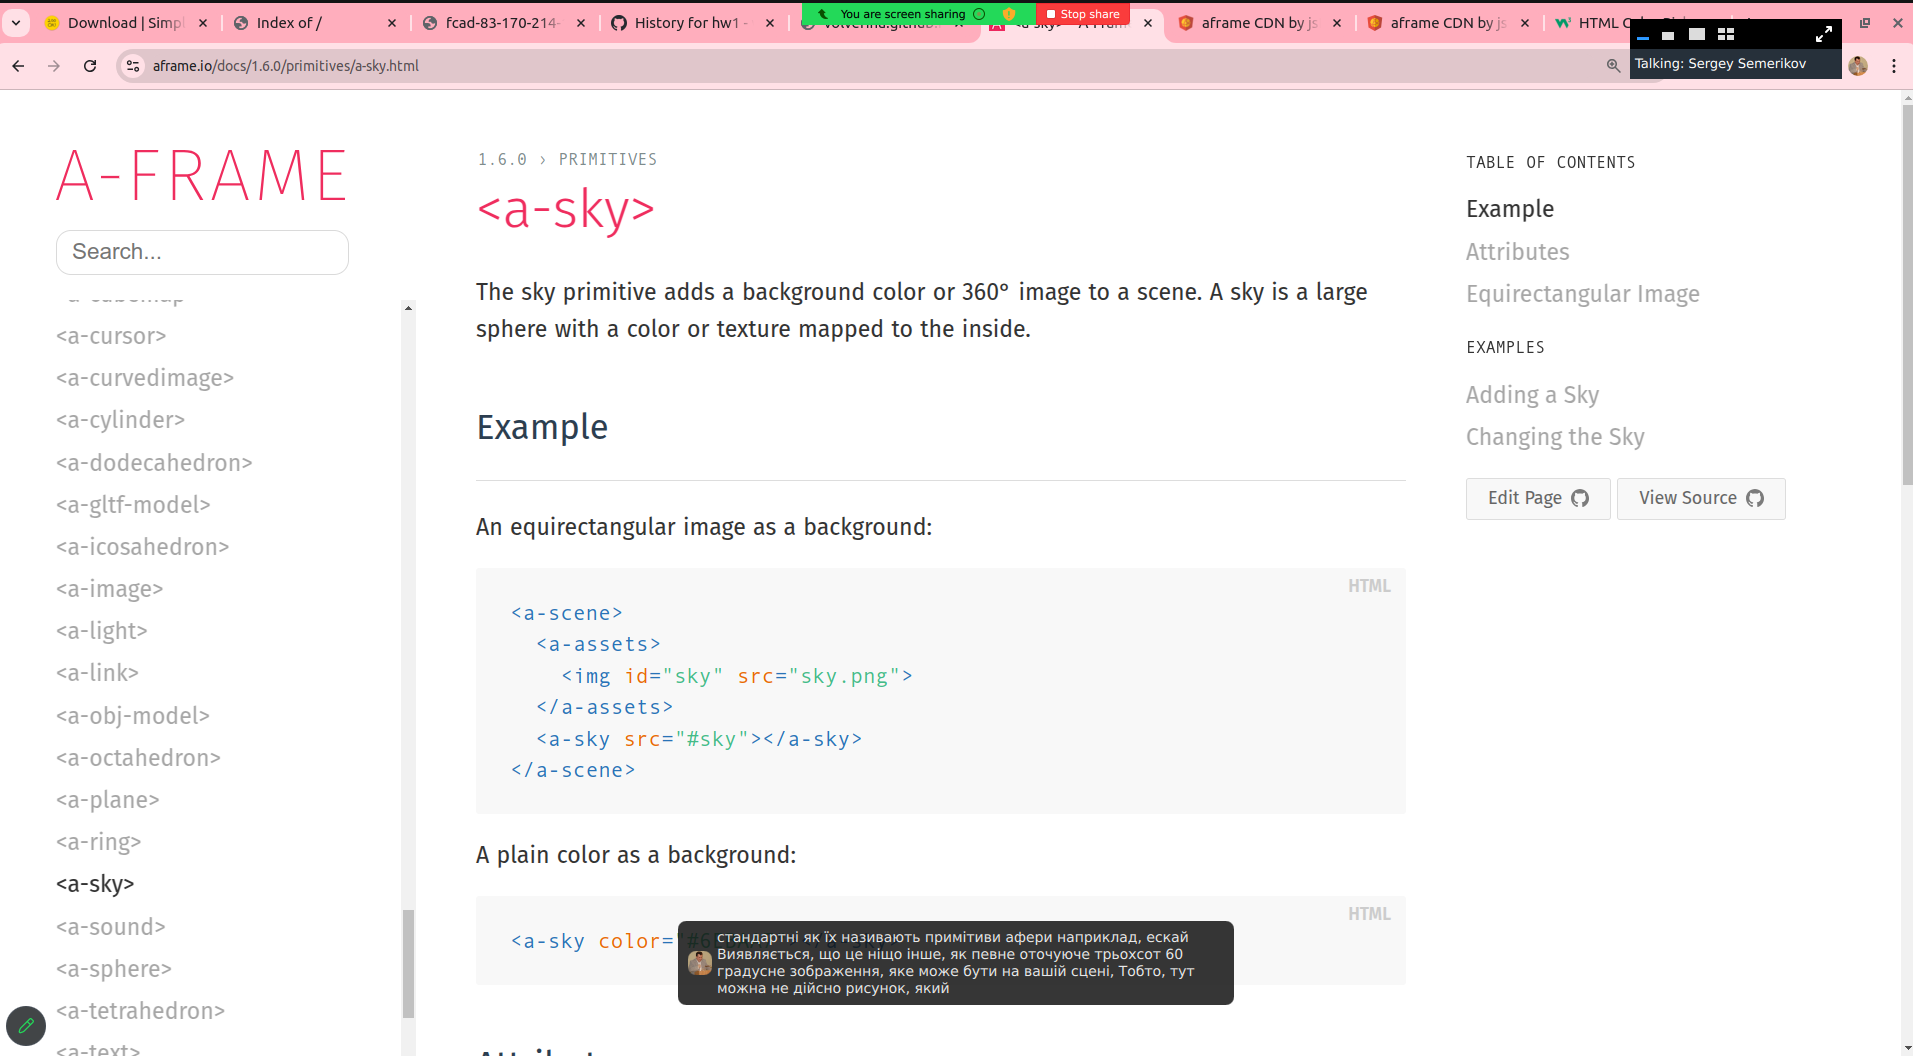 Download | Simpl
Index of /
fcad-83-170-214-
History for hw1 -
You are screen sharing
Stop share
aframe CDN by js
aframe CDN by js
aframe.io/docs/1.6.0/primitives/a-sky.html
Talking: Sergey Semerikov
A-FRAME
Search...
<a-cursor>
<a-curvedimage>
<a-cylinder>
<a-dodecahedron>
<a-gltf-model>
<a-icosahedron>
<a-image>
<a-light>
<a-link>
<a-obj-model>
<a-octahedron>
<a-plane>
<a-ring>
<a-sky>
<a-sound>
<a-sphere>
<a-tetrahedron>
<a-text>
1.6.0 › PRIMITIVES
<a-sky>
The sky primitive adds a background color or 360° image to a scene. A sky is a large
sphere with a color or texture mapped to the inside.
Example
An equirectangular image as a background:
HTML
<a-scene>
<a-assets>
<img id="sky" src="sky.png">
</a-assets>
<a-sky src="#sky"></a-sky>
</a-scene>
A plain color as a background:
HTML
<a-sky color=
стандартні як їх називають примітиви афери наприклад, ескай
Виявляється, що це ніщо інше, як певне оточуюче трьохсот 60
градусне зображення, яке може бути на вашій сцені, Тобто, тут
можна не дійсно рисунок, який
TABLE OF CONTENTS
Example
Attributes
Equirectangular Image
EXAMPLES
Adding a Sky
Changing the Sky
Edit Page
View Source